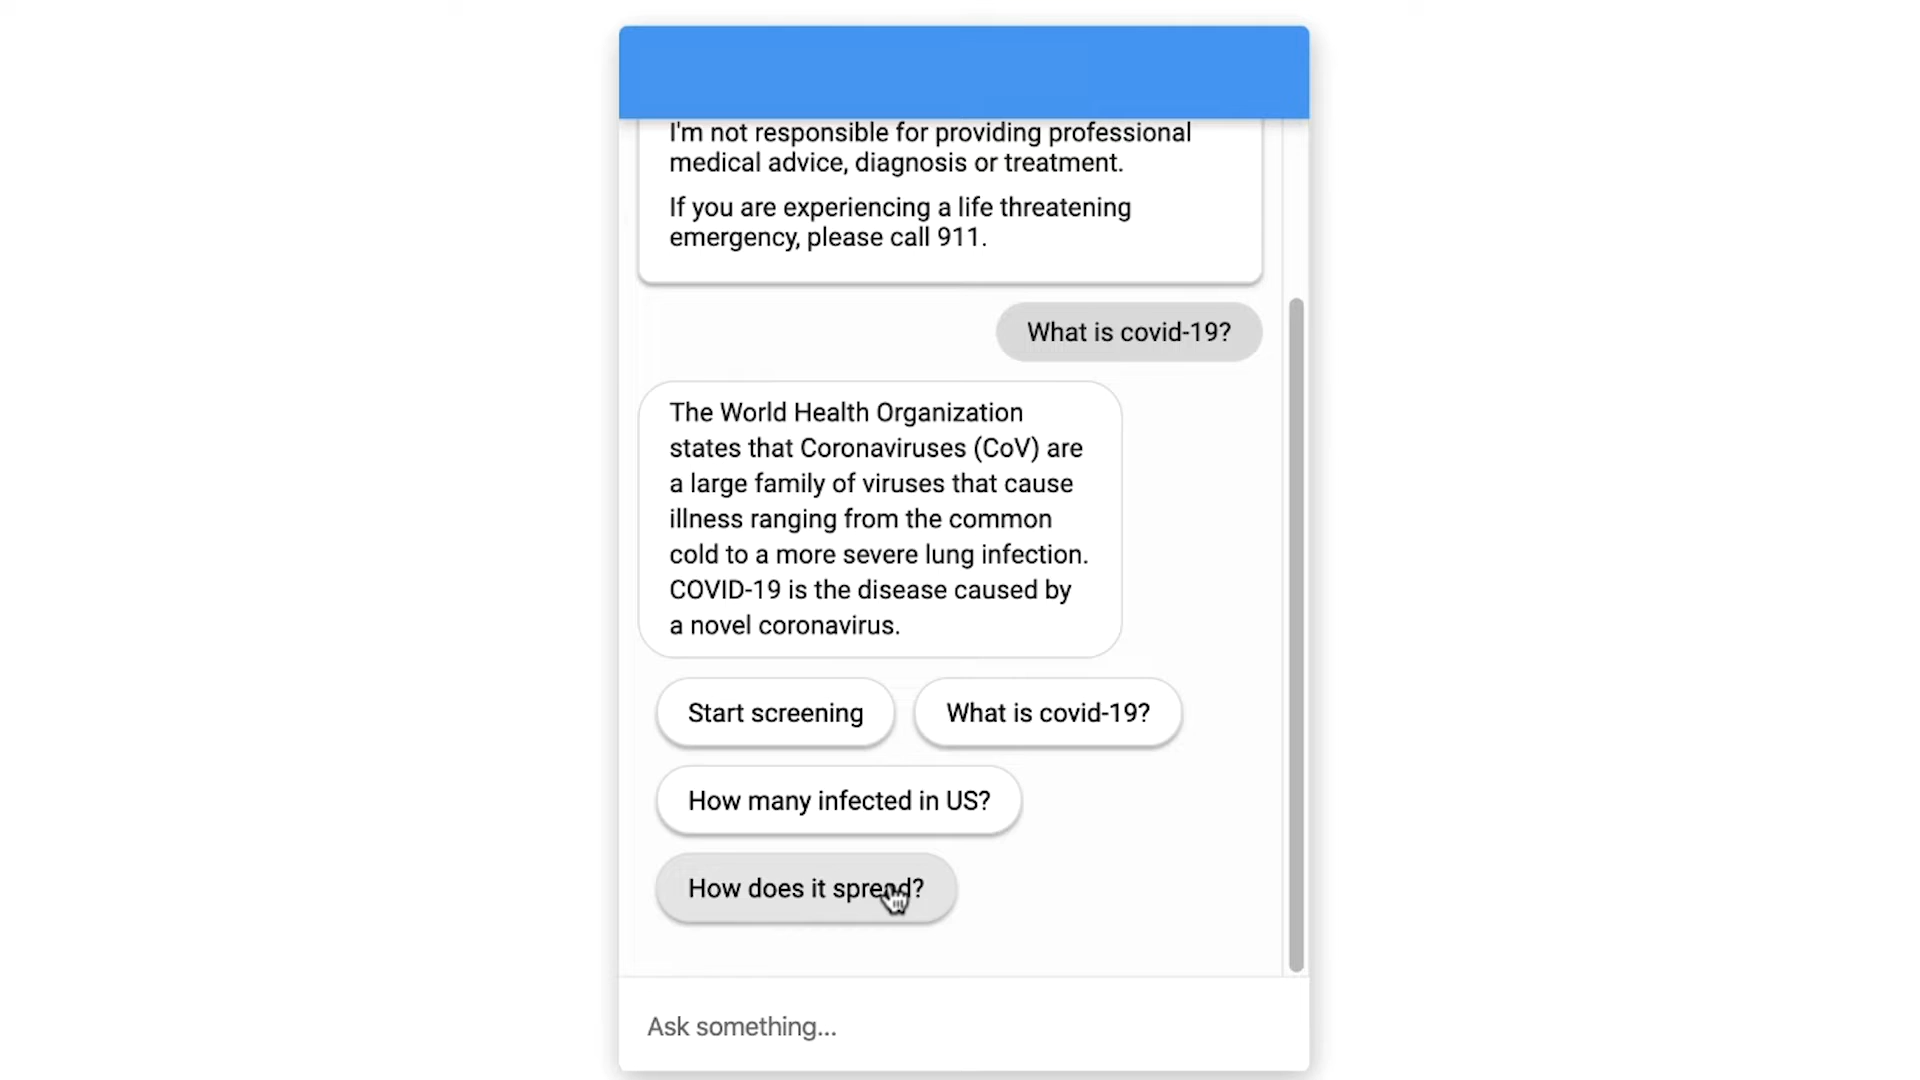 I'm not responsible for providing professional
medical advice, diagnosis or treatment.
If you are experiencing a life threatening
emergency, please call 911.
What is covid-19?
The World Health Organization
states that Coronaviruses (CoV) are
a large family of viruses that cause
illness ranging from the common
cold to a more severe lung infection.
COVID-19 is the disease caused by
a novel coronavirus.
Start screening
What is covid-19?
How many infected in US?
How does it spread?
Ask something...